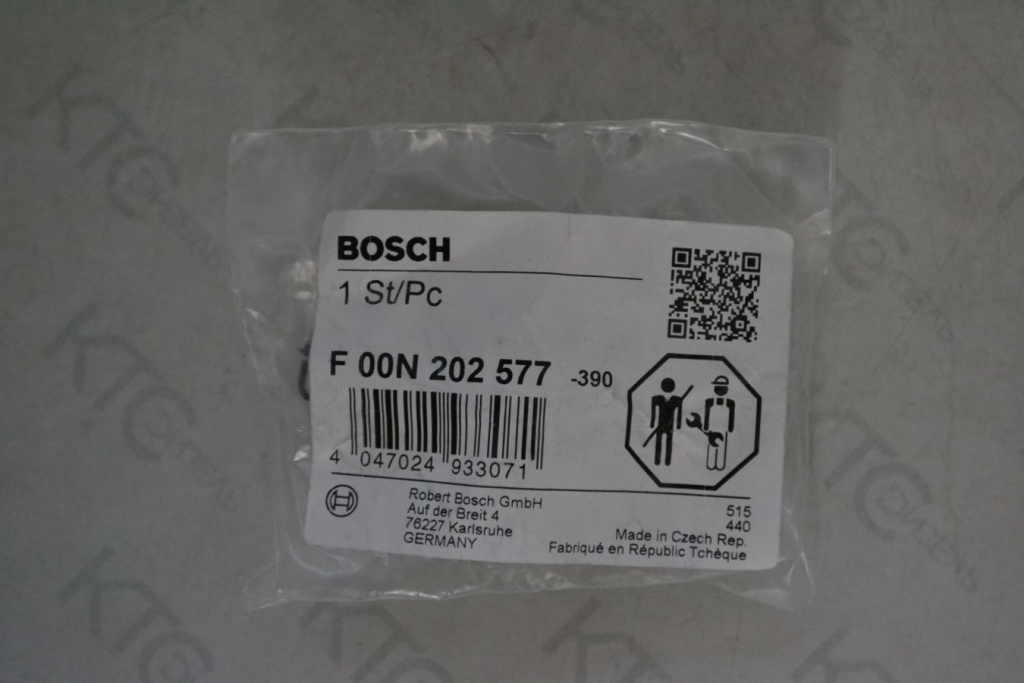 BOSCH
1 St/Pc
F 00N 202 577 -390
4 047024 933071
Robert Bosch GmbH
Auf der Breit 4
76227 Karlsruhe
GERMANY
515
440
Made in Czech Rep.
Fabriqué en Républic Tchèque